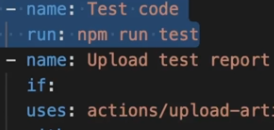 - name: Test code
run: npm run test
- name: Upload test report
if:
uses: actions/upload-arti